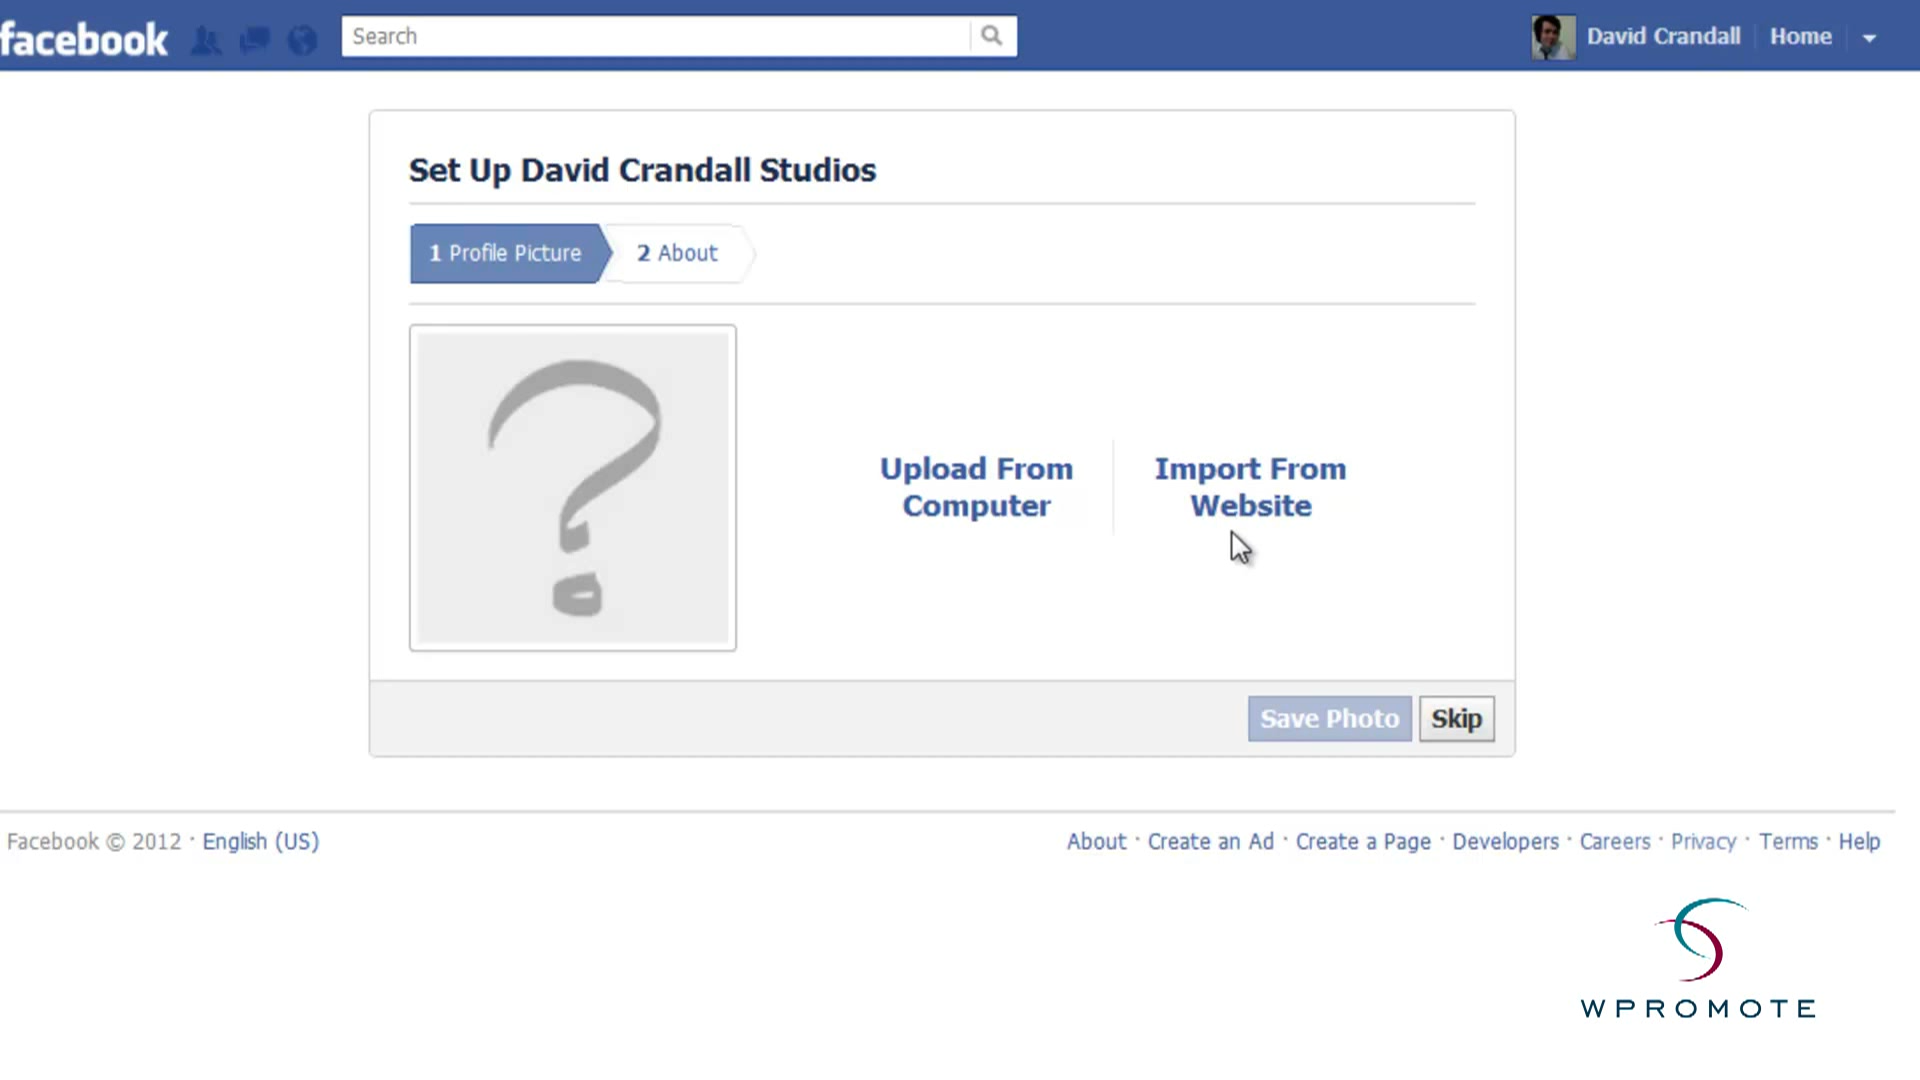 facebook
Search
David Crandall
Home
Set Up David Crandall Studios
1 Profile Picture
2 About
Upload From
Computer
Import From
Website
Save Photo
Skip
Facebook © 2012 · English (US)
About · Create an Ad · Create a Page · Developers · Careers · Privacy · Terms · Help
WPROMOTE